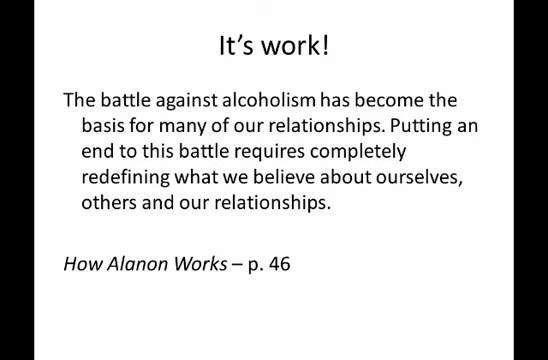 It's work!
The battle against alcoholism has become the
basis for many of our relationships. Putting an
end to this battle requires completely
redefining what we believe about ourselves,
others and our relationships.
How Alanon Works – p. 46